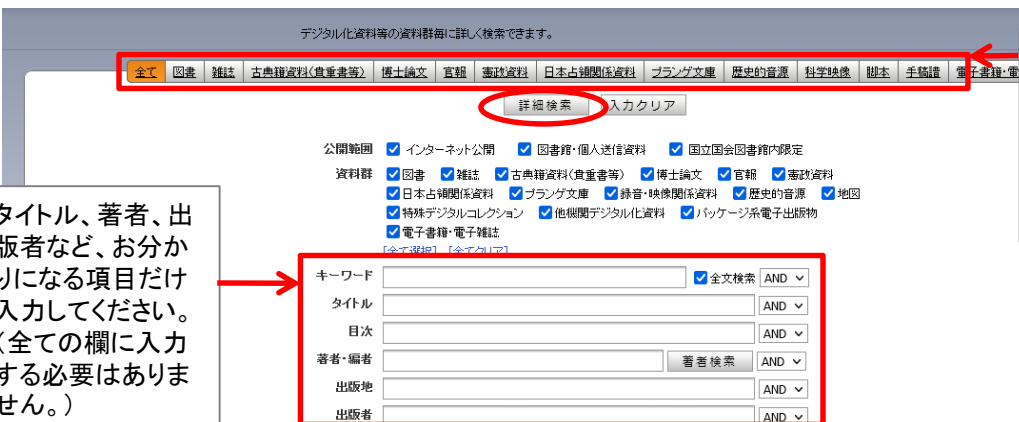 デジタル化資料等の資料群毎に詳しく検索できます。
全て 図書 雑誌 古典籍資料(貴重書等) 博士論文 官報 憲政資料 日本占領関係資料 プランゲ文庫 歴史的音源 科学映像 脚本 手稿譜 電子書籍・電
詳細検索 入力クリア
公開範囲 インターネット公開 図書館・個人送信資料 国立国会図書館内限定
資料群 図書 雑誌 古典籍資料(貴重書等) 博士論文 官報 憲政資料
日本占領関係資料 プランゲ文庫 録音・映像関係資料 歴史的音源 地図
特殊デジタルコレクション 他機関デジタル化資料 パッケージ系電子出版物
電子書籍・電子雑誌
[全て選択] [全てクリア]
タイトル、著者、出
版者など、お分か
りになる項目だけ
入力してください。
(全ての欄に入力
する必要はありま
せん。)
キーワード 全文検索 AND
タイトル AND
目次 AND
著者・編者 著者検索 AND
出版地 AND
出版者 AND